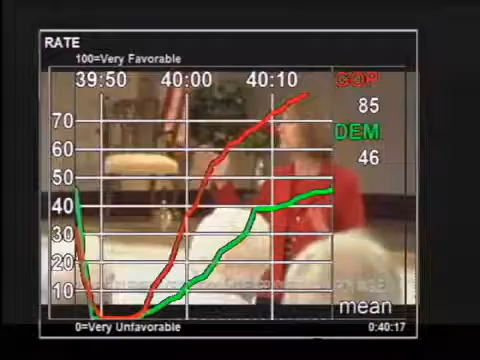 RATE
100=Very Favorable
39:50 40:00 40:10 GOP
85
70
DEM
60
46
50
40
30
20
10
mean
0=Very Unfavorable 0:40:17